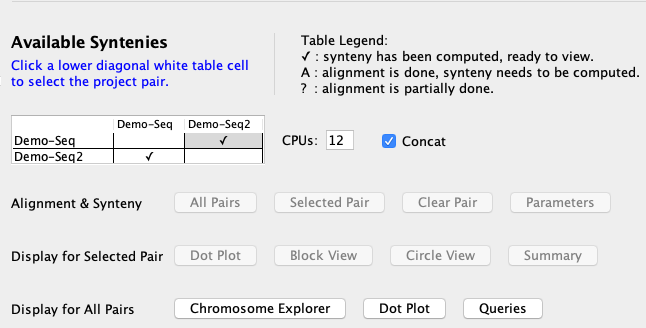 Available Syntenies
Click a lower diagonal white table cell
to select the project pair.
Table Legend:
✓ : synteny has been computed, ready to view.
A : alignment is done, synteny needs to be computed.
? : alignment is partially done.
Demo-Seq Demo-Seq2
Demo-Seq ✓
Demo-Seq2 ✓
CPUs: 12 Concat
Alignment & Synteny All Pairs Selected Pair Clear Pair Parameters
Display for Selected Pair Dot Plot Block View Circle View Summary
Display for All Pairs Chromosome Explorer Dot Plot Queries